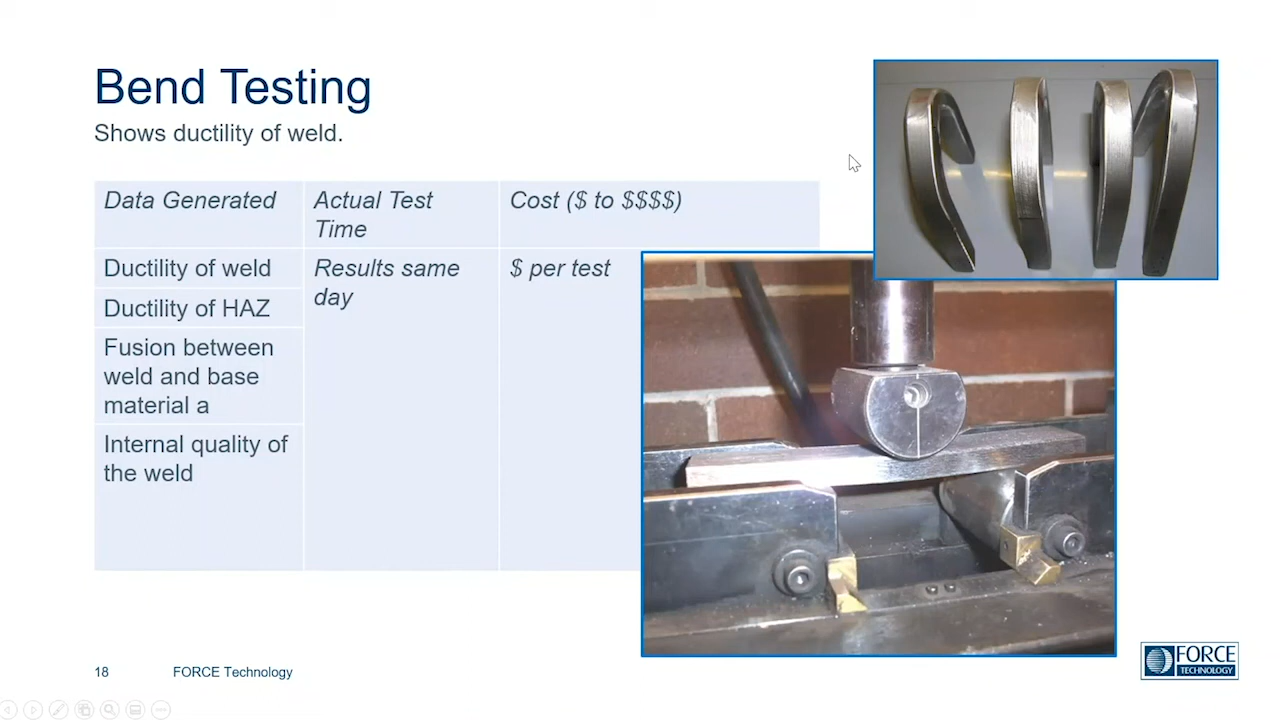 Bend Testing
Shows ductility of weld.
Data Generated
Actual Test
Time
Cost ($ to $$$$)
Ductility of weld
Results same
day
$ per test
Ductility of HAZ
Fusion between
weld and base
material a
Internal quality of
the weld
18
FORCE Technology
FORCE
TECHNOLOGY